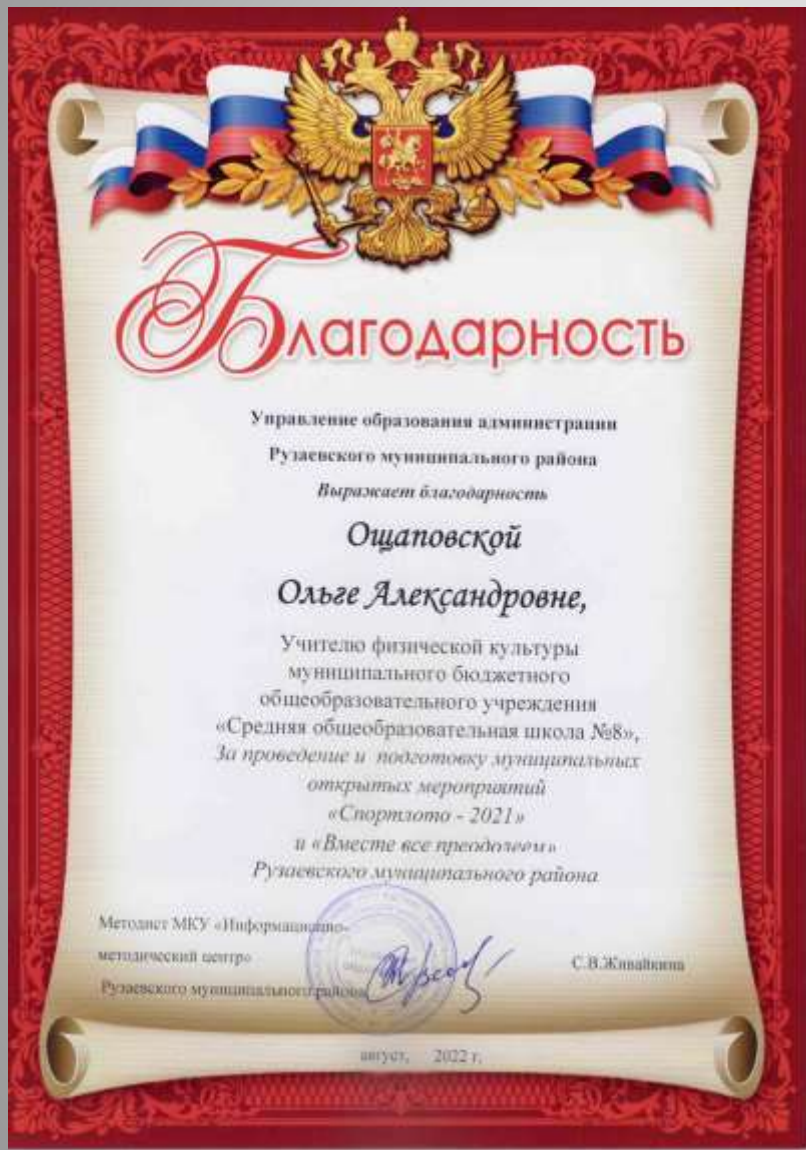 Благодарность
Управление образования администрации
Рузаевского муниципального района
Выражает благодарность
Ощаповской
Ольге Александровне,
Учителю физической культуры
муниципального бюджетного
общеобразовательного учреждения
«Средняя общеобразовательная школа №8»,
За проведение и подготовку муниципальных
открытых мероприятий
«Спортлото - 2021»
и «Вместе все преодолеем»
Рузаевского муниципального района
Методист МКУ «Информационно-
методический центр»
С.В.Живайкина
Рузаевского муниципального района
август, 2022 г.